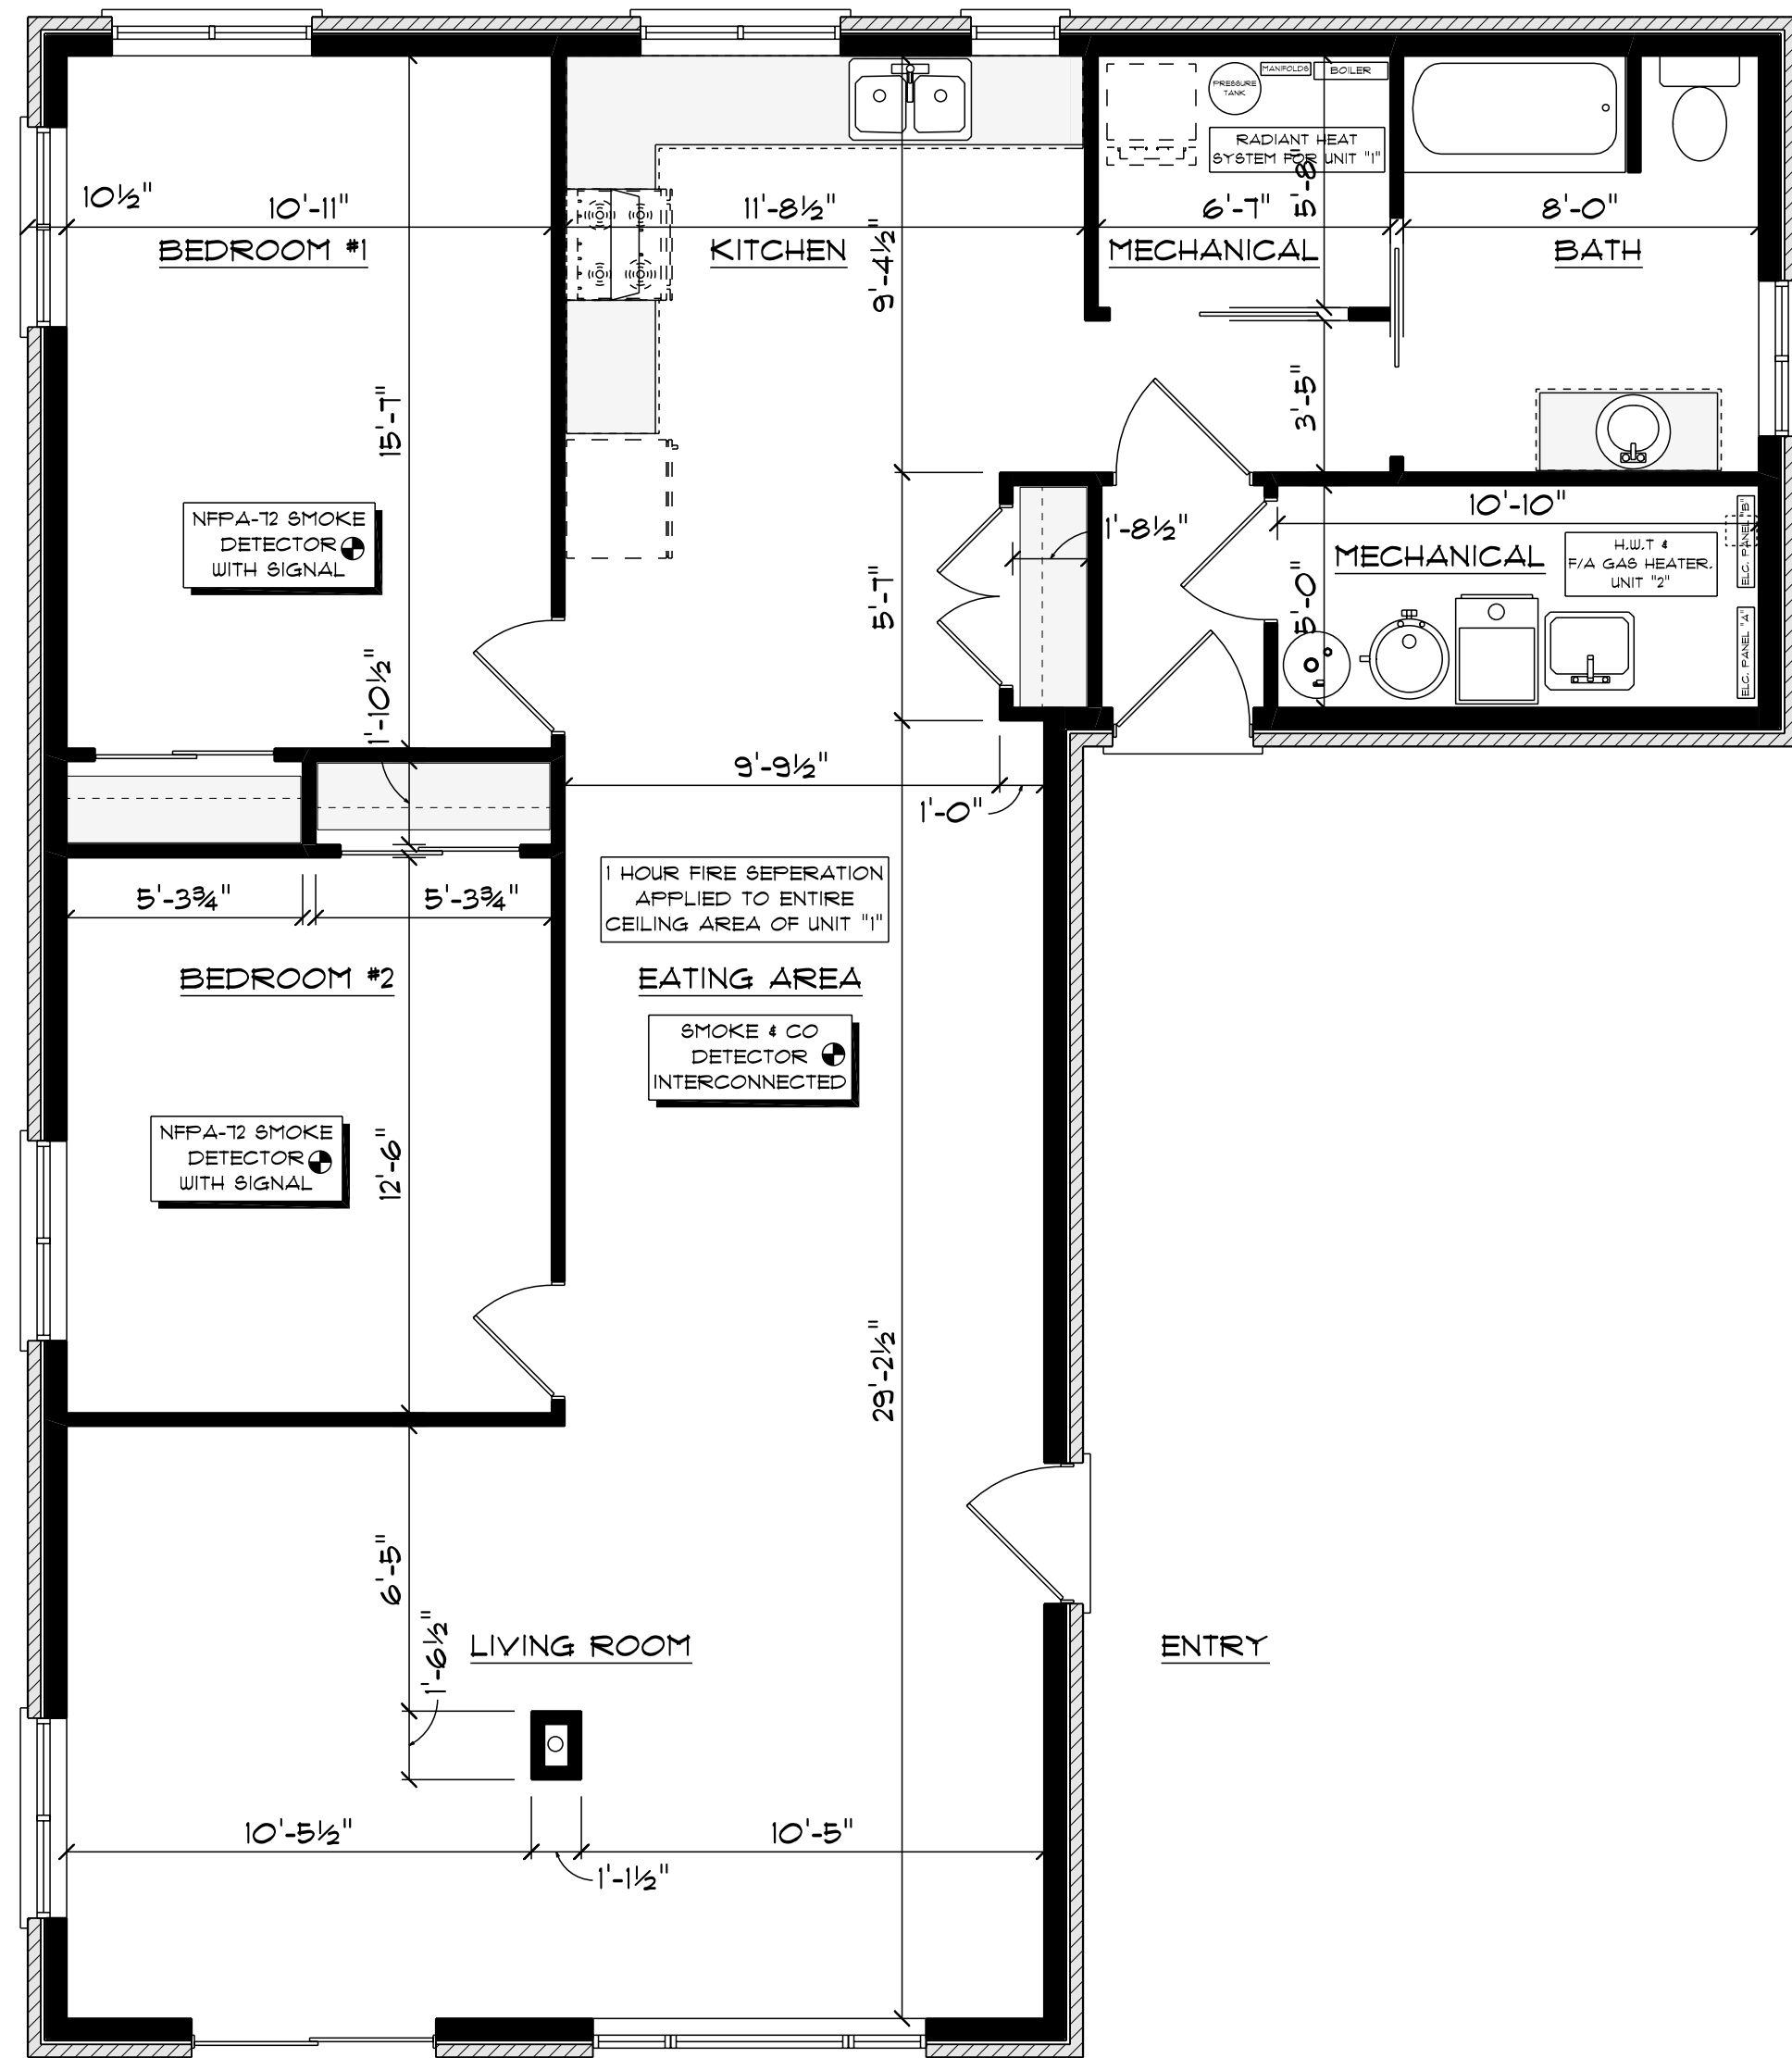 MANIFOLDS
BOILER
PRESSURE
TANK
RADIANT HEAT
SYSTEM FOR UNIT "1"
5'-8"
10½"
10'-11"
11'-8½"
6'-7"
8'-0"
BEDROOM #1
KITCHEN
MECHANICAL
BATH
9'-4½"
15'-7"
3'-5"
NFPA-72 SMOKE
DETECTOR
WITH SIGNAL
1'-8½"
10'-10"
MECHANICAL
H.W.T &
F/A GAS HEATER.
UNIT "2"
ELC. PANEL "B"
ELC. PANEL "A"
5'-7"
5'-0"
1'-10½"
9'-9½"
1'-0"
5'-3¾"
5'-3¾"
1 HOUR FIRE SEPERATION
APPLIED TO ENTIRE
CEILING AREA OF UNIT "1"
BEDROOM #2
EATING AREA
SMOKE & CO
DETECTOR
INTERCONNECTED
NFPA-72 SMOKE
DETECTOR
WITH SIGNAL
12'-6"
29'-2½"
6'-5"
1'-6½"
LIVING ROOM
ENTRY
10'-5½"
10'-5"
1'-1½"